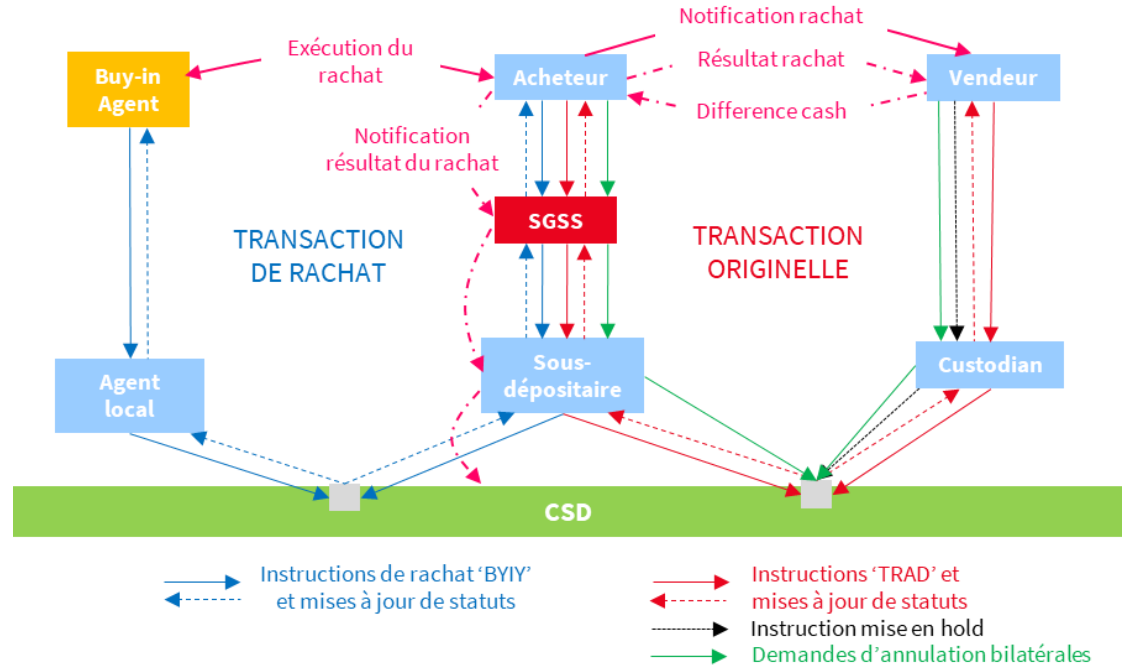 Notification rachat
Exécution du
rachat
Buy-in
Agent
Acheteur
Résultat rachat
Vendeur
Difference cash
Notification
résultat du rachat
SGSS
TRANSACTION
DE RACHAT
TRANSACTION
ORIGINELLE
Agent
local
Sous-
dépositaire
Custodian
CSD
Instructions de rachat ‘BYIY’
et mises à jour de statuts
Instructions ‘TRAD’ et
mises à jour de statuts
Instruction mise en hold
Demandes d’annulation bilatérales